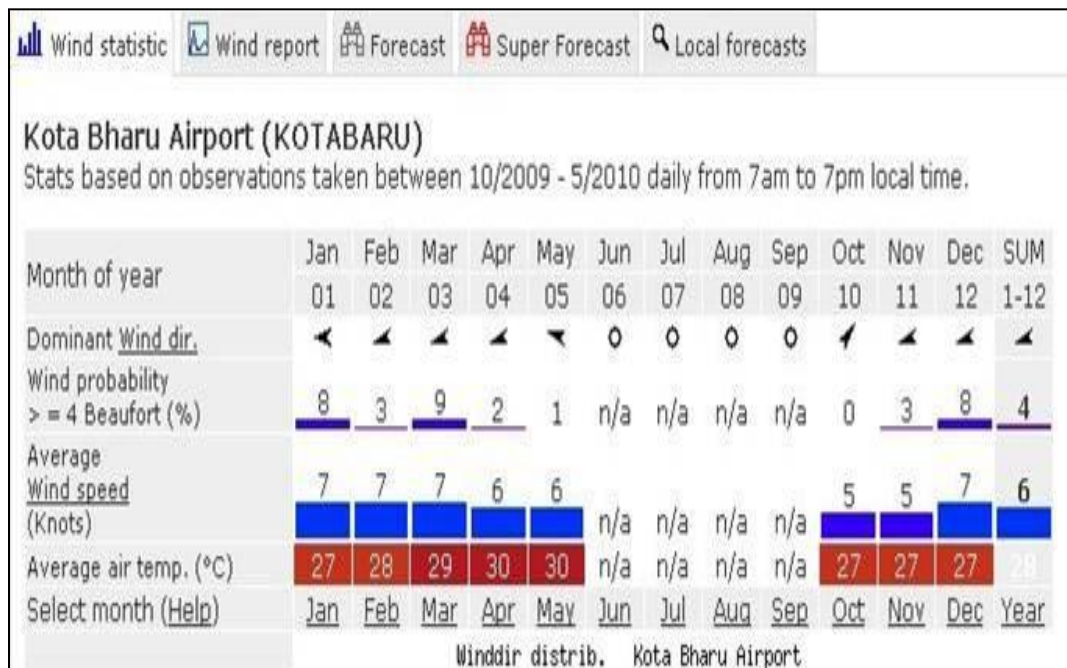 Wind statistic Wind report Forecast Super Forecast Local forecasts
Kota Bharu Airport (KOTABARU)
Stats based on observations taken between 10/2009 - 5/2010 daily from 7am to 7pm local time.
Month of year
Jan Feb Mar Apr May Jun Jul Aug Sep Oct Nov Dec SUM
01 02 03 04 05 06 07 08 09 10 11 12 1-12
Dominant Wind dir.
Wind probability
> = 4 Beaufort (%)
8 3 9 2 1 n/a n/a n/a n/a 0 3 8 4
Average
Wind speed
(Knots)
7 7 7 6 6 n/a n/a n/a n/a 5 5 7 6
Average air temp. (°C) 27 28 29 30 30 n/a n/a n/a n/a 27 27 27 28
Select month (Help) Jan Feb Mar Apr May Jun Jul Aug Sep Oct Nov Dec Year
Winddir distrib. Kota Bharu Airport